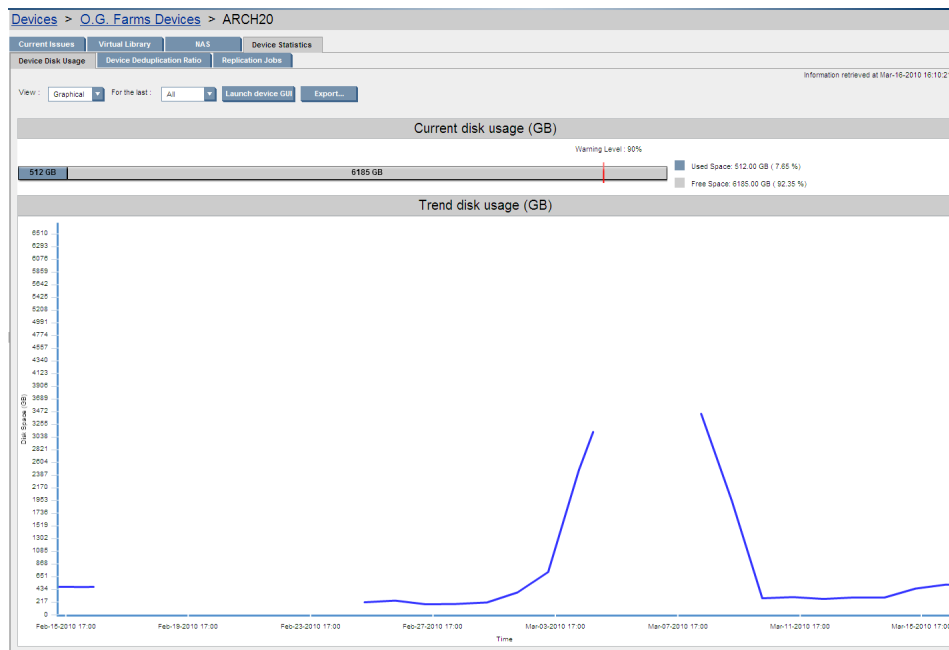 Devices > O.G. Farms Devices > ARCH20
Current Issues Virtual Library NAS Device Statistics
Device Disk Usage Device Deduplication Ratio Replication Jobs
Information retrieved at Mar-16-2010 16:10:21
View : Graphical For the last : All Launch device GUI Export...
Current disk usage (GB)
Warning Level : 90%
512 GB 6185 GB
Used Space: 512.00 GB ( 7.65 %)
Free Space: 6185.00 GB ( 92.35 %)
Trend disk usage (GB)
6510
6293
6076
5859
5642
5425
5208
4991
4774
4557
4340
4123
3906
3689
3472
3255
3038
2821
2604
2387
2170
1953
1736
1519
1302
1085
868
651
434
217
0
Disk Space (GB)
Feb-15-2010 17:00 Feb-19-2010 17:00 Feb-23-2010 17:00 Feb-27-2010 17:00 Mar-03-2010 17:00 Mar-07-2010 17:00 Mar-11-2010 17:00 Mar-15-2010 17:00
Time